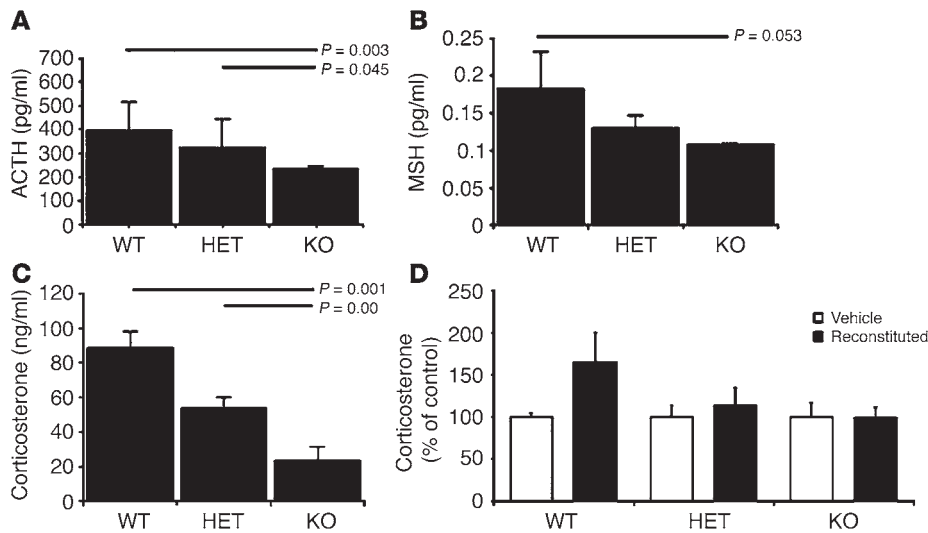 A
P = 0.003
P = 0.045
ACTH (pg/ml)
700
600
500
400
300
200
100
0
WT HET KO
B
P = 0.053
MSH (pg/ml)
0.25
0.2
0.15
0.1
0.05
0
WT HET KO
C
P = 0.001
P = 0.00
Corticosterone (ng/ml)
120
100
80
60
40
20
0
WT HET KO
D
Corticosterone
(% of control)
250
200
150
100
50
0
Vehicle
Reconstituted
WT HET KO